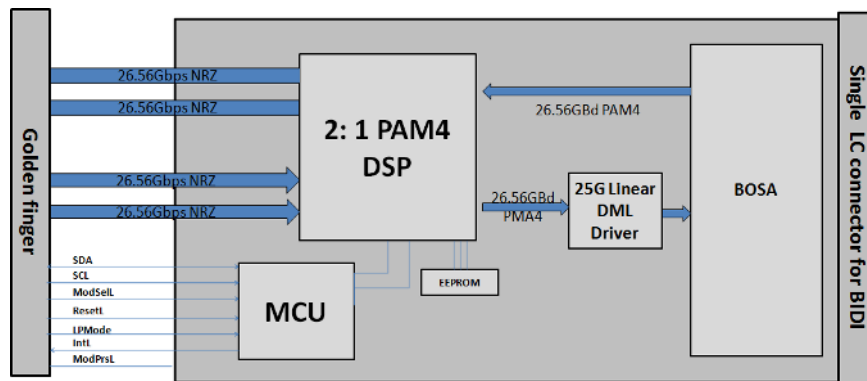 Golden finger
26.56Gbps NRZ
26.56Gbps NRZ
26.56Gbps NRZ
26.56Gbps NRZ
2: 1 PAM4
DSP
26.56GBd PAM4
26.56GBd
PMA4
25G Linear
DML
Driver
BOSA
Single LC connector for BIDI
SDA
SCL
ModSelL
ResetL
LPMode
IntL
ModPrsL
MCU
EEPROM